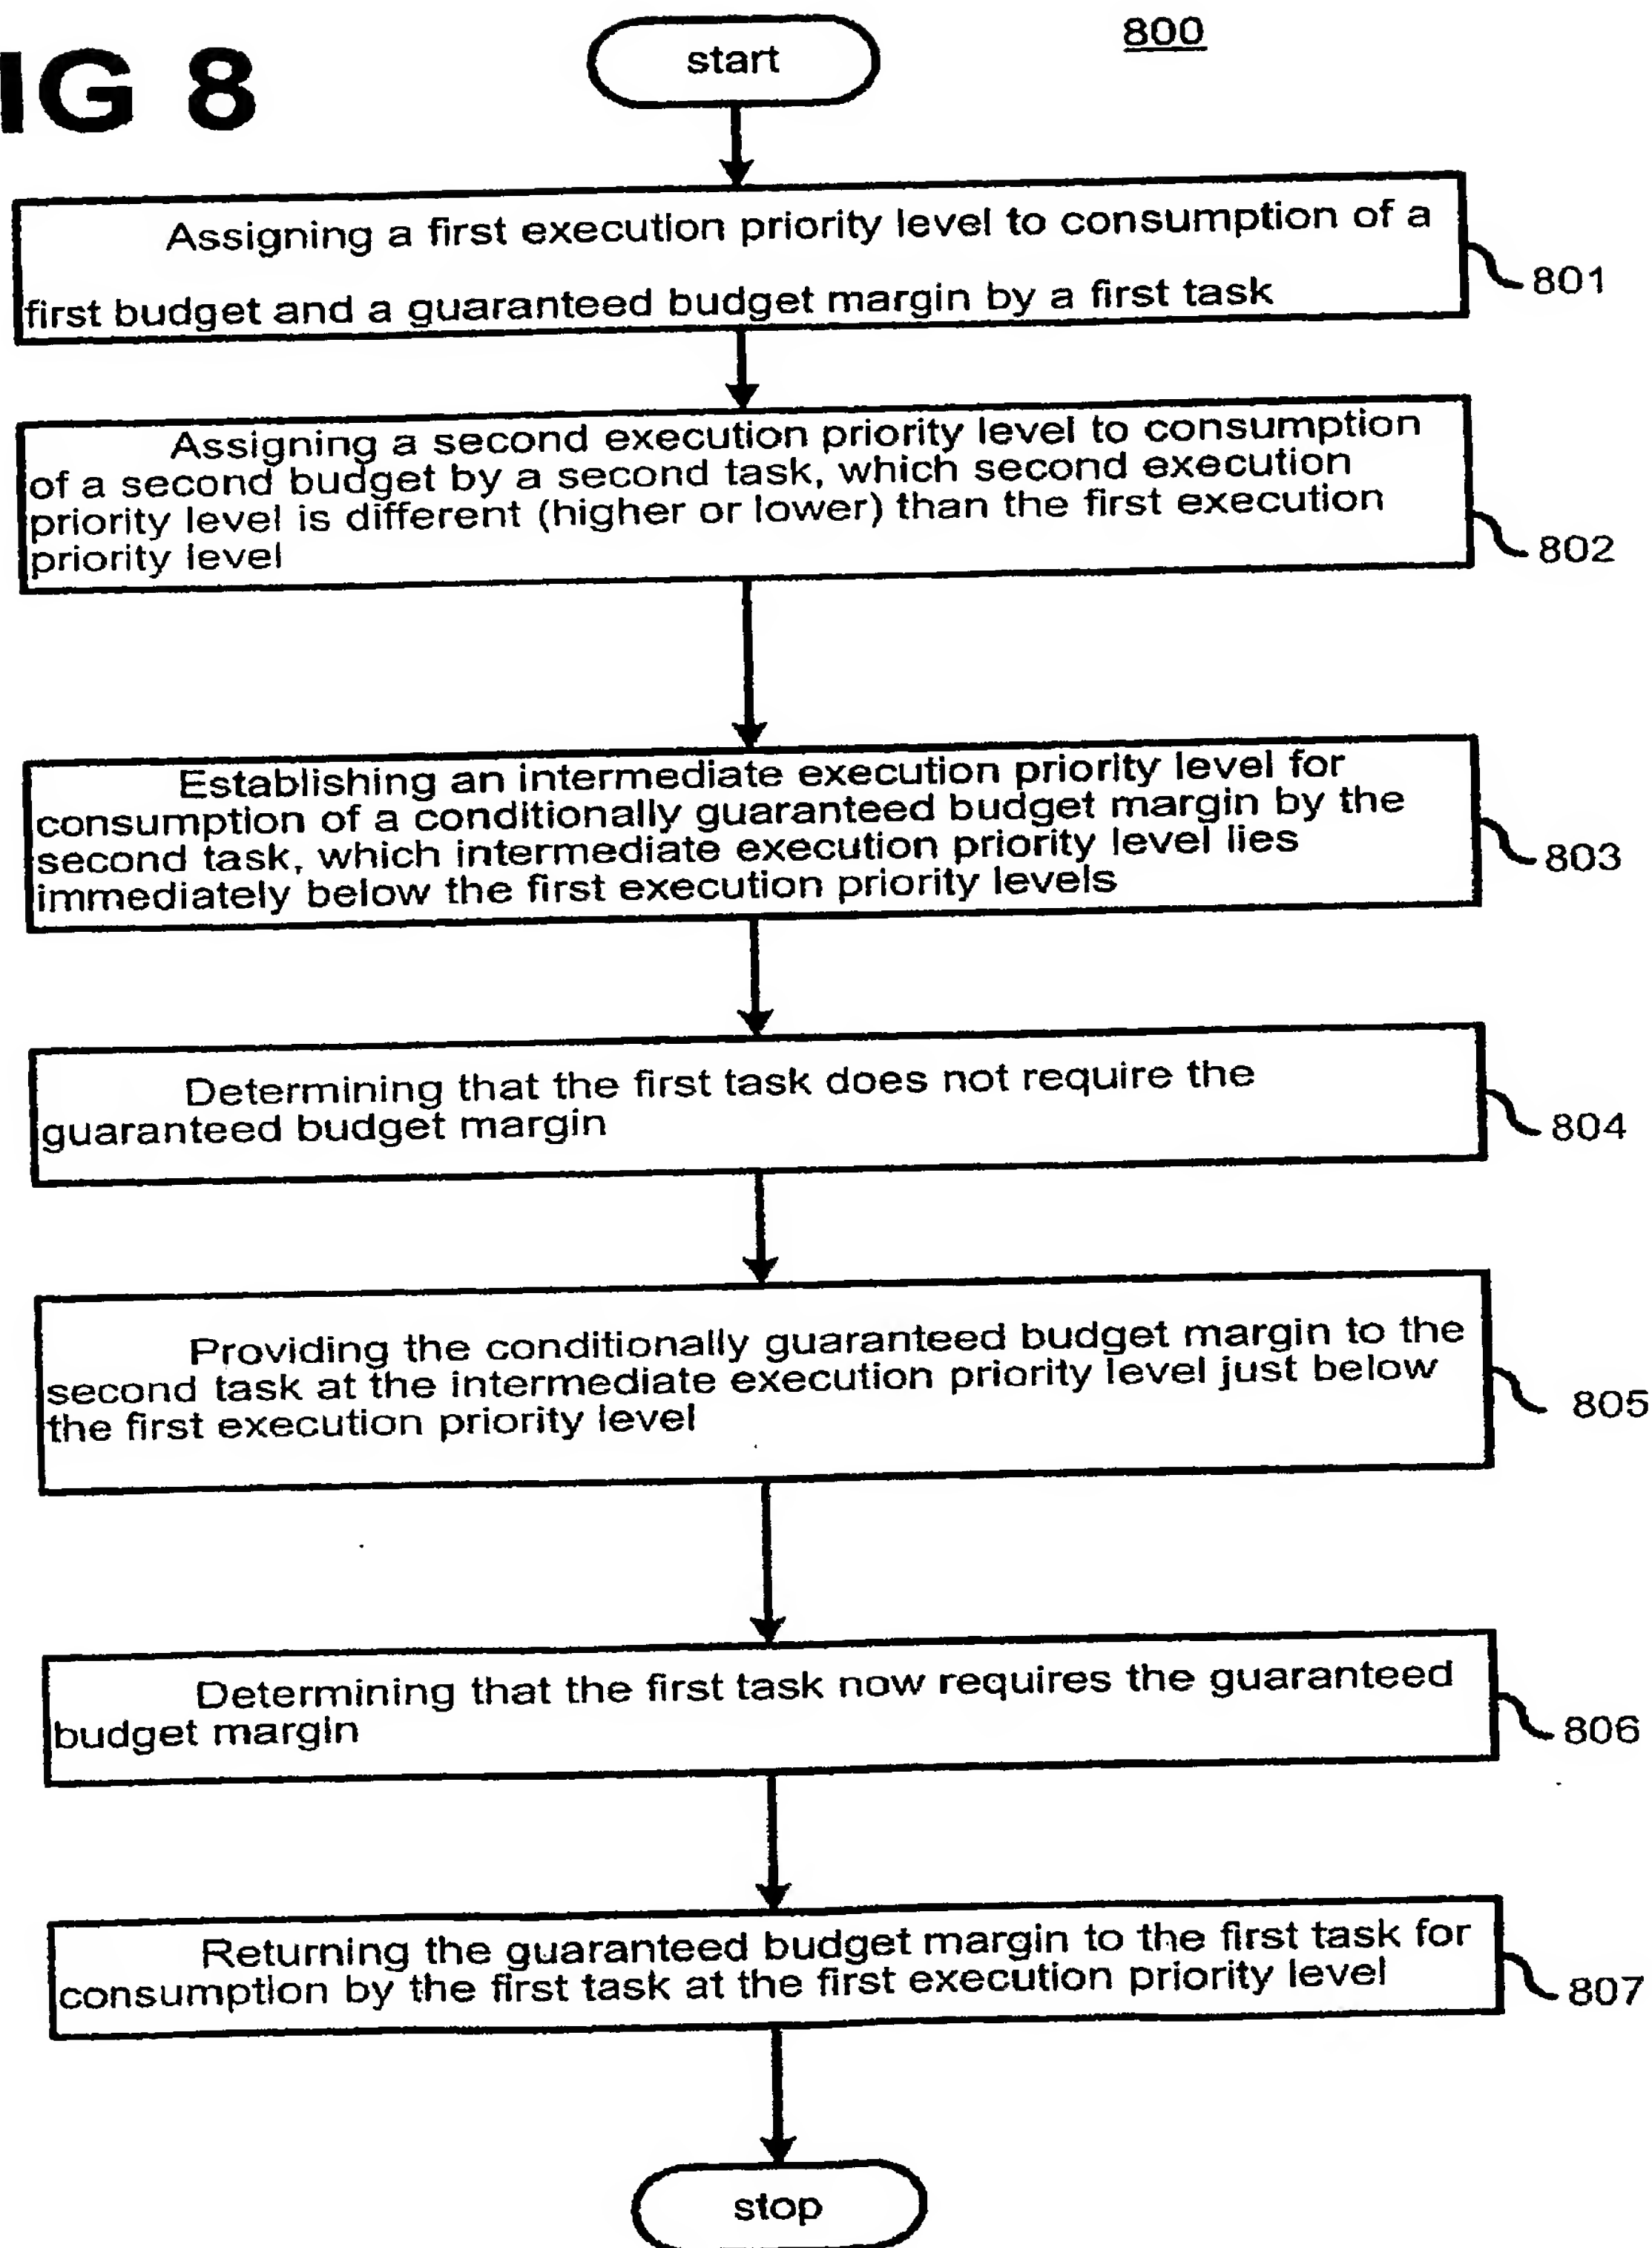 IG 8
start
800
Assigning a first execution priority level to consumption of a
first budget and a guaranteed budget margin by a first task
801
Assigning a second execution priority level to consumption
of a second budget by a second task, which second execution
priority level is different (higher or lower) than the first execution
priority level
802
Establishing an intermediate execution priority level for
consumption of a conditionally guaranteed budget margin by the
second task, which intermediate execution priority level lies
immediately below the first execution priority levels
803
Determining that the first task does not require the
guaranteed budget margin
804
Providing the conditionally guaranteed budget margin to the
second task at the intermediate execution priority level just below
the first execution priority level
805
Determining that the first task now requires the guaranteed
budget margin
806
Returning the guaranteed budget margin to the first task for
consumption by the first task at the first execution priority level
807
stop